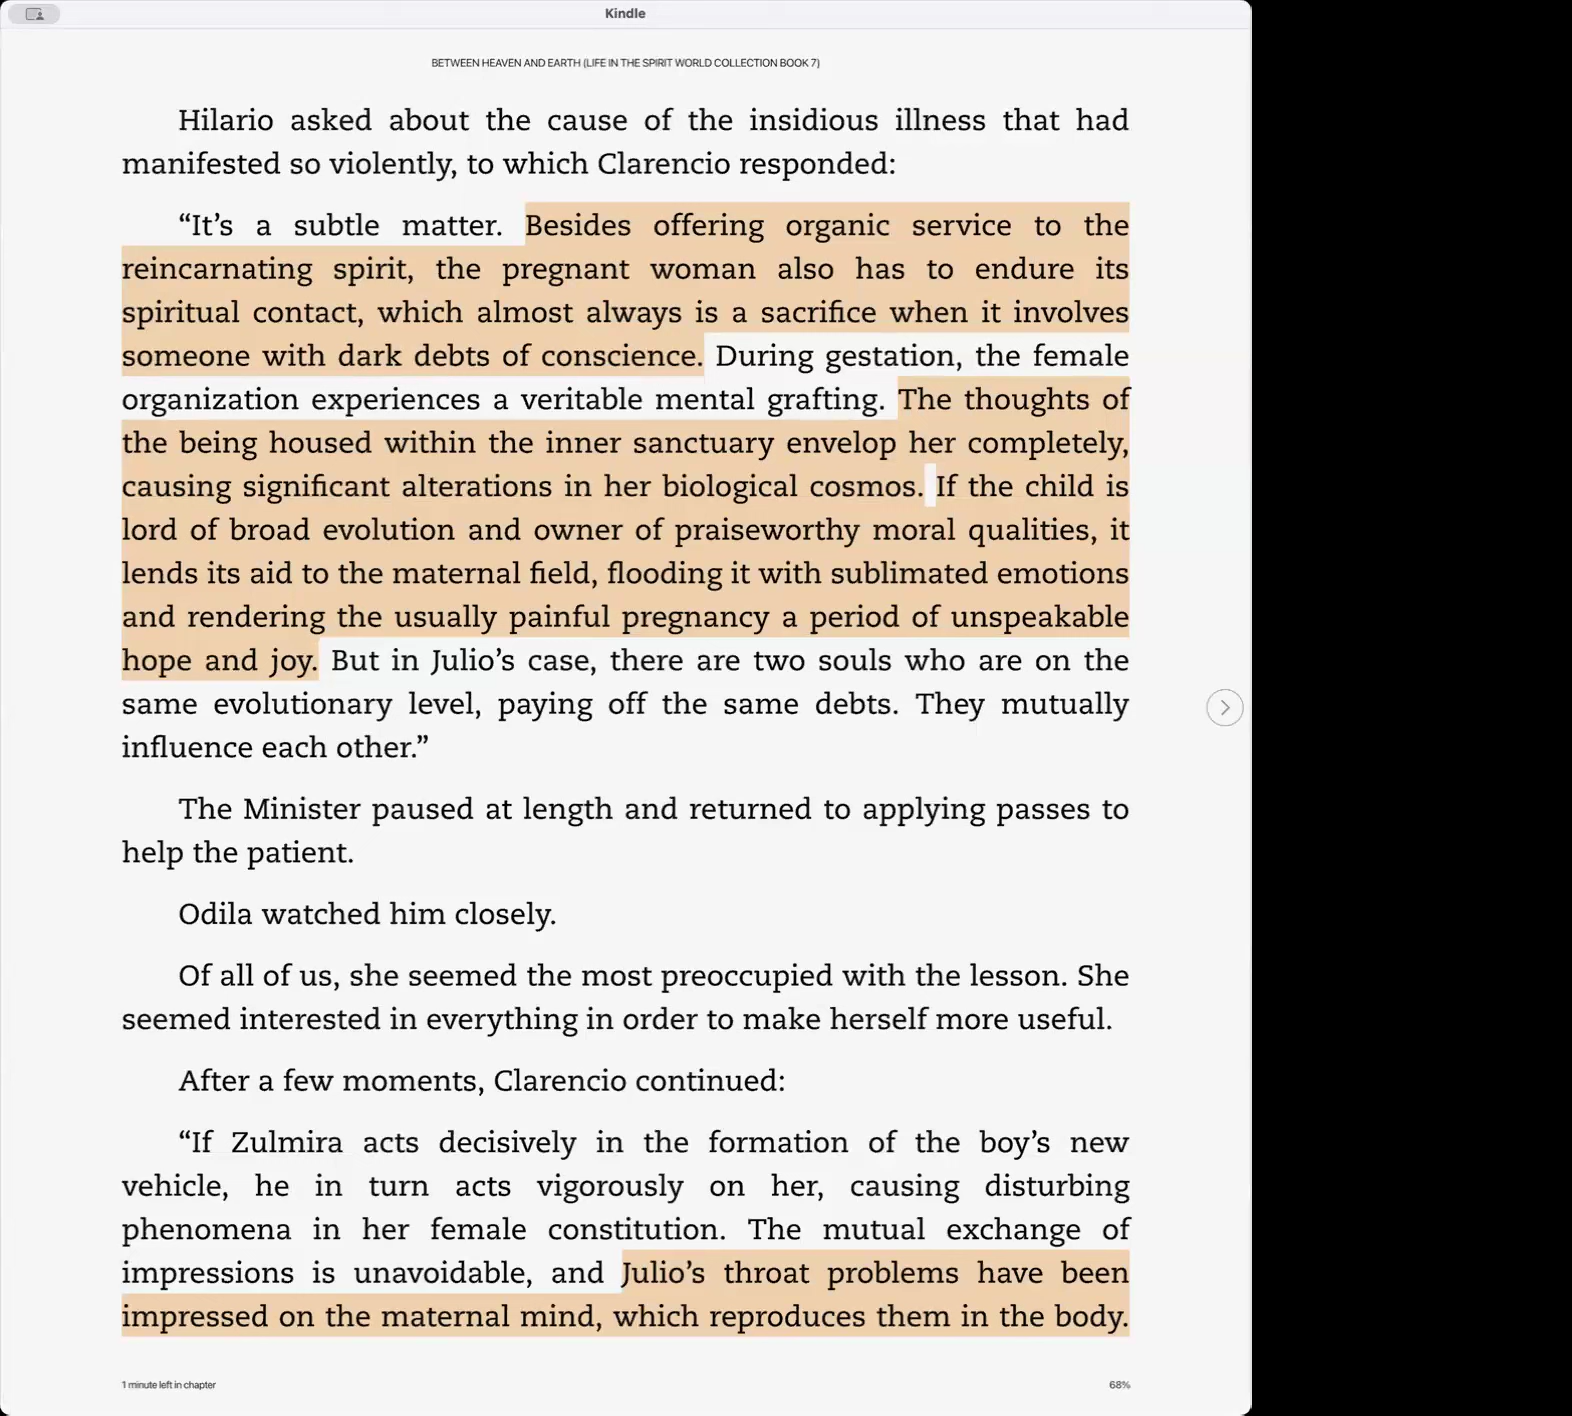 Kindle
BETWEEN HEAVEN AND EARTH (LIFE IN THE SPIRIT WORLD COLLECTION BOOK 7)
Hilario asked about the cause of the insidious illness that had
manifested so violently, to which Clarencio responded:
“It’s a subtle matter. Besides offering organic service to the
reincarnating spirit, the pregnant woman also has to endure its
spiritual contact, which almost always is a sacrifice when it involves
someone with dark debts of conscience. During gestation, the female
organization experiences a veritable mental grafting. The thoughts of
the being housed within the inner sanctuary envelop her completely,
causing significant alterations in her biological cosmos. If the child is
lord of broad evolution and owner of praiseworthy moral qualities, it
lends its aid to the maternal field, flooding it with sublimated emotions
and rendering the usually painful pregnancy a period of unspeakable
hope and joy. But in Julio’s case, there are two souls who are on the
same evolutionary level, paying off the same debts. They mutually
influence each other.”
The Minister paused at length and returned to applying passes to
help the patient.
Odila watched him closely.
Of all of us, she seemed the most preoccupied with the lesson. She
seemed interested in everything in order to make herself more useful.
After a few moments, Clarencio continued:
“If Zulmira acts decisively in the formation of the boy’s new
vehicle, he in turn acts vigorously on her, causing disturbing
phenomena in her female constitution. The mutual exchange of
impressions is unavoidable, and Julio’s throat problems have been
impressed on the maternal mind, which reproduces them in the body.
1 minute left in chapter
68%